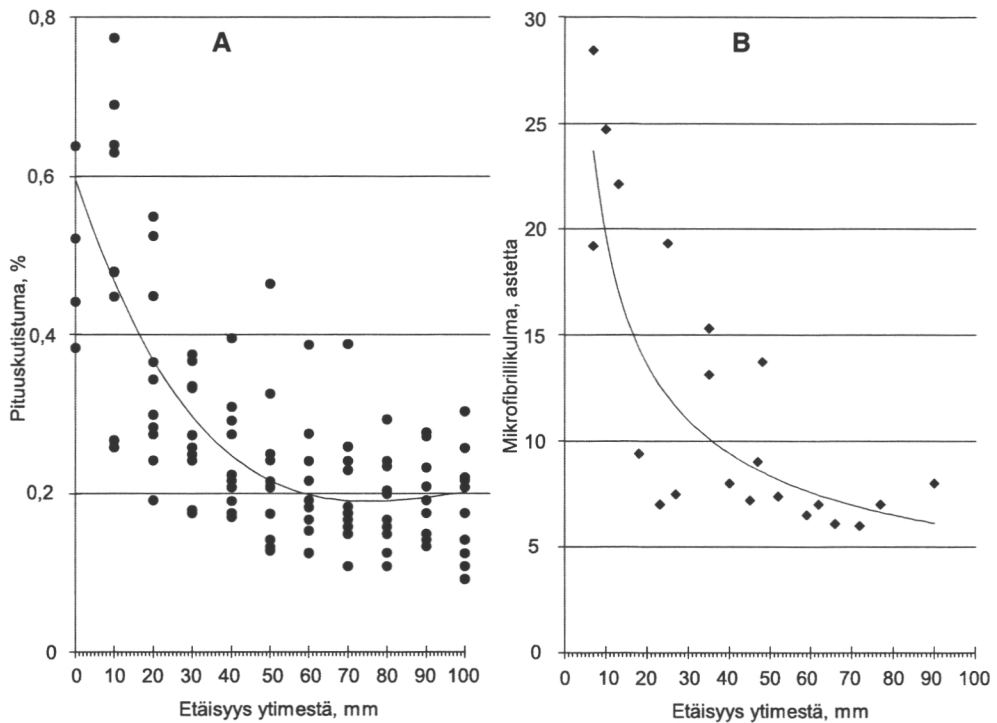 A
0,8
0,6
0,4
0,2
0
Pituuskutistuma, %
0 10 20 30 40 50 60 70 80 90 100
Etäisyys ytimestä, mm
B
30
25
20
15
10
5
0
Mikrofibrillikulma, astetta
0 10 20 30 40 50 60 70 80 90 100
Etäisyys ytimestä, mm